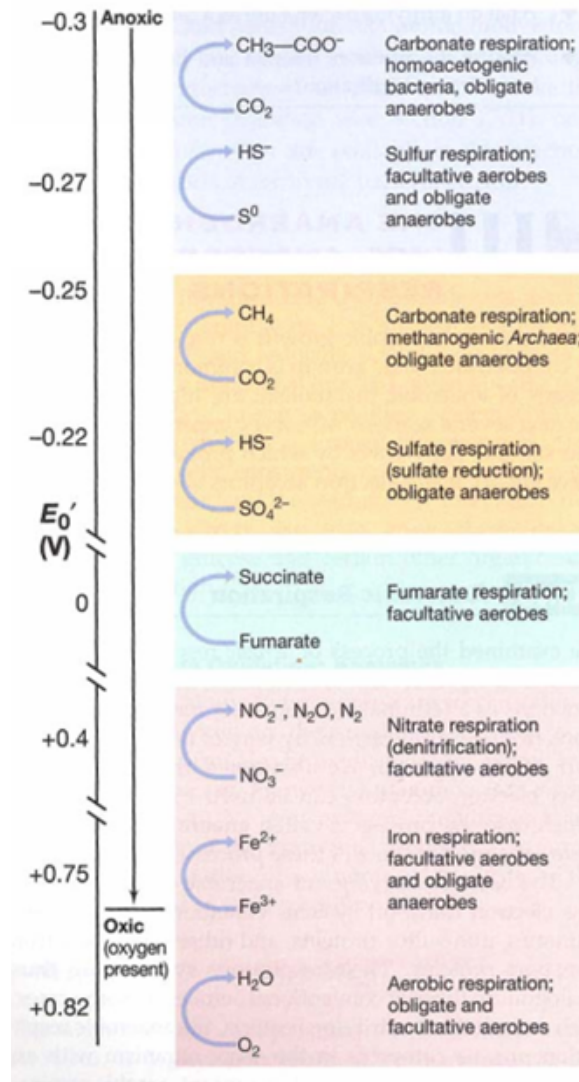 −0.3
Anoxic
CH₃—COO⁻
CO₂
Carbonate respiration;
homoacetogenic
bacteria, obligate
anaerobes
−0.27
HS⁻
S⁰
Sulfur respiration;
facultative aerobes
and obligate
anaerobes
−0.25
CH₄
CO₂
Carbonate respiration;
methanogenic Archaea;
obligate anaerobes
−0.22
HS⁻
SO₄²⁻
Sulfate respiration
(sulfate reduction);
obligate anaerobes
E₀′
(V)
0
Succinate
Fumarate
Fumarate respiration;
facultative aerobes
+0.4
NO₂⁻, N₂O, N₂
NO₃⁻
Nitrate respiration
(denitrification);
facultative aerobes
+0.75
Fe²⁺
Fe³⁺
Iron respiration;
facultative aerobes
and obligate
anaerobes
Oxic
(oxygen
present)
+0.82
H₂O
O₂
Aerobic respiration;
obligate and
facultative aerobes